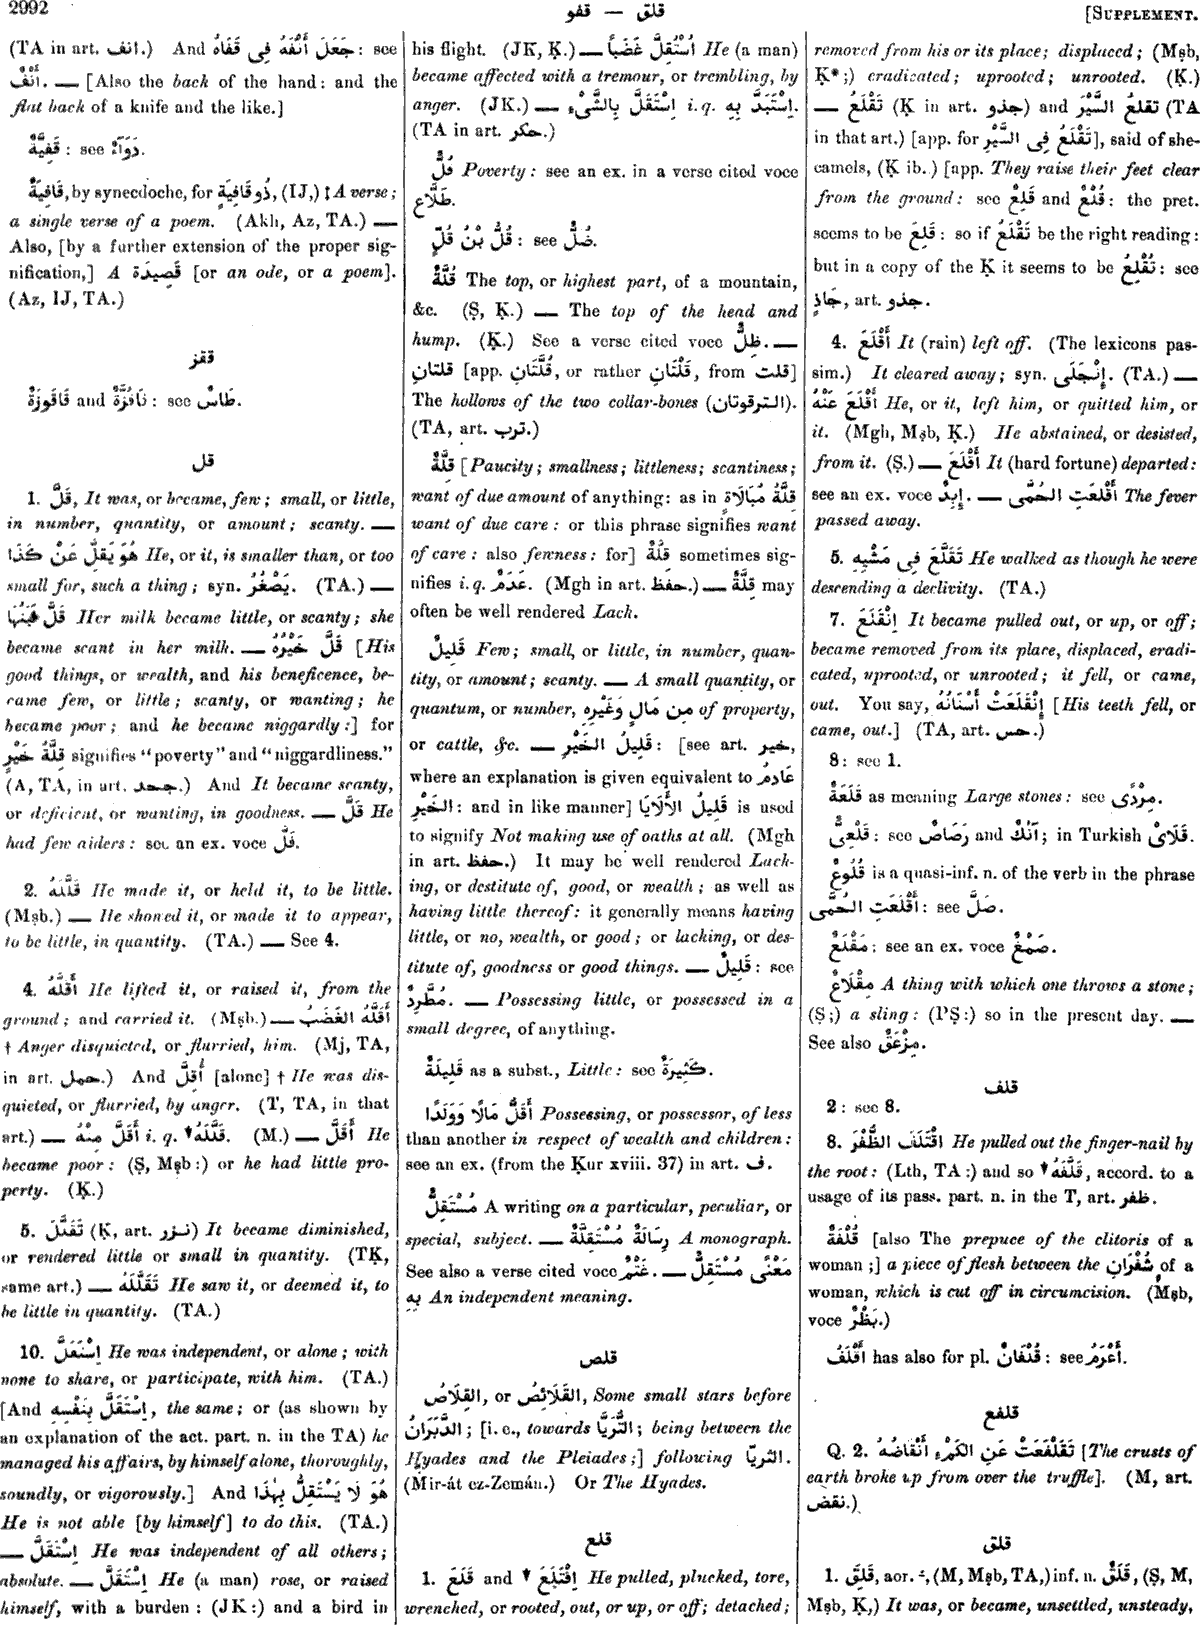 2992
قلق — قفو
[SUPPLEMENT.
(TA in art. انف.) And جَعَلَ أَنْفَهُ فِى قَفَاهُ: see
أَنْفٌ. — [Also the back of the hand: and the
flat back of a knife and the like.]
قَفِيَّةٌ: see دَوَآءٌ.
قَافِيَةٌ, by synecdoche, for ذُو قَافِيَةٍ, (IJ,) ‡ A verse;
a single verse of a poem. (Akh, Az, TA.) —
Also, [by a further extension of the proper sig-
nification,] A قَصِيدَة [or an ode, or a poem].
(Az, IJ, TA.)
ققز
قَاقُوزَةٌ and قَاقُزَّةٌ: see طَاسٌ.
قل
1. قَلَّ, It was, or became, few; small, or little,
in number, quantity, or amount; scanty. —
هُوَ يَقِلُّ عَنْ كَذَا He, or it, is smaller than, or too
small for, such a thing; syn. يَصْغُرُ. (TA.) —
قَلَّ لَبَنُهَا Her milk became little, or scanty; she
became scant in her milk. — قَلَّ خَيْرُهُ [His
good things, or wealth, and his beneficence, be-
came few, or little; scanty, or wanting; he
became poor; and he became niggardly:] for
قِلَّةُ خَيْرٍ signifies "poverty" and "niggardliness."
(A, TA, in art. جحد.) And It became scanty,
or deficient, or wanting, in goodness. — قَلَّ He
had few aiders: see an ex. voce فَلَّ.
2. قَلَّلَهُ He made it, or held it, to be little.
(Mṣb.) — He showed it, or made it to appear,
to be little, in quantity. (TA.) — See 4.
4. أَقَلَّهُ He lifted it, or raised it, from the
ground; and carried it. (Mṣb.) — أَقَلَّهُ الغَضَبُ
† Anger disquieted, or flurried, him. (Mj, TA,
in art. حمل.) And أُقِلَّ [alone] † He was dis-
quieted, or flurried, by anger. (T, TA, in that
art.) — أَقَلَّ مِنْهُ i. q. قَلَّلَهُ. (M.) — أَقَلَّ He
became poor: (Ṣ, Mṣb:) or he had little pro-
perty. (Ḳ.)
5. تَقَلَّلَ (Ḳ, art. نزر) It became diminished,
or rendered little or small in quantity. (TḲ,
same art.) — تَقَلَّلَهُ He saw it, or deemed it, to
be little in quantity. (TA.)
10. اِسْتَقَلَّ He was independent, or alone; with
none to share, or participate, with him. (TA.)
[And اِسْتَقَلَّ بِنَفْسِهِ, the same; or (as shown by
an explanation of the act. part. n. in the TA) he
managed his affairs, by himself alone, thoroughly,
soundly, or vigorously.] And هُوَ لَا يَسْتَقِلُّ بِهٰذَا
He is not able [by himself] to do this. (TA.)
— اِسْتَقَلَّ He was independent of all others;
absolute. — اِسْتَقَلَّ He (a man) rose, or raised
himself, with a burden: (JK:) and a bird in
his flight. (JK, Ḳ.) — اُسْتُقِلَّ غَضَبًا He (a man)
became affected with a tremour, or trembling, by
anger. (JK.) — اِسْتَقَلَّ بِالشَّىْءِ i. q. اِسْتَبَدَّ بِهِ.
(TA in art. حكر.)
قُلٌّ Poverty: see an ex. in a verse cited voce
طَلَّاع.
قُلُّ بْنُ قُلٍّ: see ضُلٌّ.
قُلَّةٌ The top, or highest part, of a mountain,
&c. (Ṣ, Ḳ.) — The top of the head and
hump. (Ḳ.) See a verse cited voce ظِلٌّ. —
قلتان [app. قُلَّتَانِ, or rather قَلْتَانِ, from قلت]
The hollows of the two collar-bones (الترقوتان).
(TA, art. ترب.)
قِلَّةٌ [Paucity; smallness; littleness; scantiness;
want of due amount of anything: as in قِلَّةُ مُبَالَاةٍ
want of due care: or this phrase signifies want
of care: also fewness: for] قِلَّةٌ sometimes sig-
nifies i. q. عَدَمٌ. (Mgh in art. حفظ.) — قِلَّةٌ may
often be well rendered Lack.
قَلِيلٌ Few; small, or little, in number, quan-
tity, or amount; scanty. — A small quantity, or
quantum, or number, مِن مَالٍ وَغَيْرِهِ of property,
or cattle, &c. — قَلِيلُ الخَيْرِ: [see art. خير,
where an explanation is given equivalent to عَادِمُ
الخَيْرِ: and in like manner] قَلِيلُ الأَلَايَا is used
to signify Not making use of oaths at all. (Mgh
in art. حفظ.) It may be well rendered Lack-
ing, or destitute of, good, or wealth; as well as
having little thereof: it generally means having
little, or no, wealth, or good; or lacking, or des-
titute of, goodness or good things. — قَلِيلٌ: see
مُطَّرِدٌ. — Possessing little, or possessed in a
small degree, of anything.
قَلِيلَةٌ as a subst., Little: see كَثِيرَةٌ.
أَقَلُّ مَالًا وَوَلَدًا Possessing, or possessor, of less
than another in respect of wealth and children:
see an ex. (from the Ḳur xviii. 37) in art. ف.
مُسْتَقِلٌّ A writing on a particular, peculiar, or
special, subject. — رِسَالَةٌ مُسْتَقِلَّةٌ A monograph.
See also a verse cited voce غَنْمٌ. — مَعْنًى مُسْتَقِلٌّ
بِهِ An independent meaning.
قلص
القِلَاصُ, or القَلَائِصُ, Some small stars before
الدَّبَرَانُ; [i. e., towards الثُّرَيَّا; being between the
Hyades and the Pleiades;] following الثريّا.
(Mir-át ez-Zemán.) Or The Hyades.
قلع
1. قَلَعَ and اِقْتَلَعَ He pulled, plucked, tore,
wrenched, or rooted, out, or up, or off; detached;
removed from his or its place; displaced; (Mṣb,
Ḳ*;) eradicated; uprooted; unrooted. (Ḳ.)
— تَقْلَعُ (Ḳ in art. جذو) and تقلعُ السَّيْرَ (TA
in that art.) [app. for تَقْلَعُ فِى السَّيْرِ], said of she-
camels, (Ḳ ib.) [app. They raise their feet clear
from the ground: see قَلِعٌ and قُلْعٌ: the pret.
seems to be قَلِعَ: so if تَقْلَعُ be the right reading:
but in a copy of the Ḳ it seems to be تُقْلِعُ: see
جَاذٍ, art. جذو.
4. أَقْلَعَ It (rain) left off. (The lexicons pas-
sim.) It cleared away; syn. اِنْجَلَى. (TA.) —
أَقْلَعَ عَنْهُ He, or it, left him, or quitted him, or
it. (Mgh, Mṣb, Ḳ.) He abstained, or desisted,
from it. (Ṣ.) — أَقْلَعَ It (hard fortune) departed:
see an ex. voce إِبِدٌ. — أَقْلَعَتِ الحُمَّى The fever
passed away.
5. تَقَلَّعَ فِى مَشْيِهِ He walked as though he were
descending a declivity. (TA.)
7. اِنْقَلَعَ It became pulled out, or up, or off;
became removed from its place, displaced, eradi-
cated, uprooted, or unrooted; it fell, or came,
out. You say, اِنْقَلَعَتْ أَسْنَانُهُ [His teeth fell, or
came, out.] (TA, art. حس.)
8: see 1.
قَلَعَةٌ as meaning Large stones: see مِرْدًى.
قَلْعِىٌّ: see رَصَاصٌ and آنُكٌ; in Turkish قَلَاىْ.
قُلُوعٌ is a quasi-inf. n. of the verb in the phrase
أَقْلَعَتِ الحُمَّى: see صَلَّ.
مَقْلَعٌ: see an ex. voce صَمْغٌ.
مِقْلَاعٌ A thing with which one throws a stone;
(Ṣ;) a sling: (PṢ:) so in the present day. —
See also مِزْعَقٌ.
قلف
2: see 8.
8. اِقْتَلَفَ الظُّفْرَ He pulled out the finger-nail by
the root: (Lth, TA:) and so قَلَّفَهُ, accord. to a
usage of its pass. part. n. in the T, art. ظفر.
قُلْفَةٌ [also The prepuce of the clitoris of a
woman;] a piece of flesh between the شُفْرَانِ of a
woman, which is cut off in circumcision. (Mṣb,
voce بَظْرٌ.)
أَقْلَفُ has also for pl. قُلْفَانٌ: see أَعْرَمُ.
قلفع
Q. 2. تَقَلْفَعَتْ عَنِ الكَمْءِ أَنْقَاضُهُ [The crusts of
earth broke up from over the truffle]. (M, art.
نقض.)
قلق
1. قَلِقَ, aor. ـَ, (M, Mṣb, TA,) inf. n. قَلَقٌ, (Ṣ, M,
Mṣb, Ḳ,) It was, or became, unsettled, unsteady,